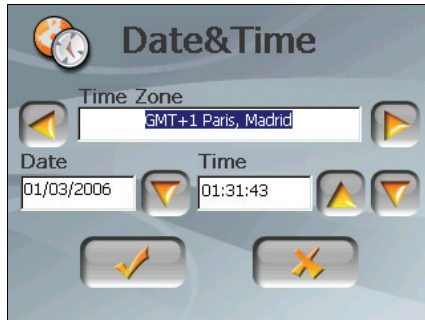 Date&Time
Time Zone
GMT+1 Paris, Madrid
Date
Time
01/03/2006
01:31:43